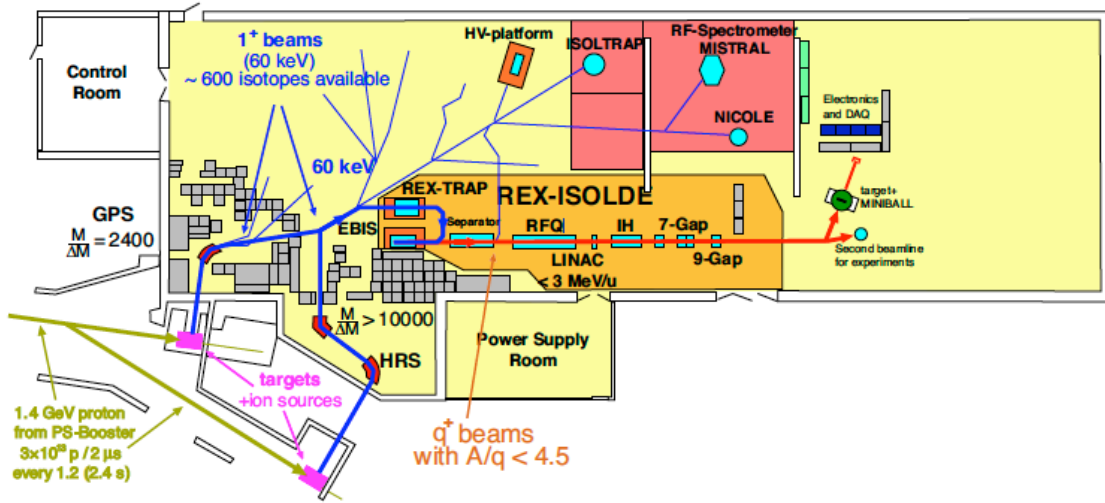 Control
Room
1⁺ beams
(60 keV)
~ 600 isotopes available
HV-platform
ISOLTRAP
RF-Spectrometer
MISTRAL
NICOLE
Electronics
and DAQ
60 keV
REX-TRAP
REX-ISOLDE
target+
MINIBALL
GPS
M/ΔM = 2400
EBIS
Separator
RFQ
IH
7-Gap
9-Gap
LINAC
< 3 MeV/u
Second beamline
for experiments
M/ΔM > 10000
HRS
Power Supply
Room
targets
+ion sources
1.4 GeV proton
from PS-Booster
3×10¹³ p / 2 µs
every 1.2 (2.4 s)
q⁺ beams
with A/q < 4.5